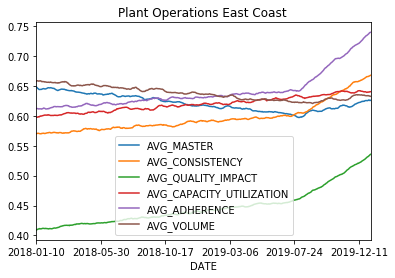 Plant Operations East Coast
0.75
0.70
0.65
0.60
0.55
0.50
0.45
0.40
AVG_MASTER
AVG_CONSISTENCY
AVG_QUALITY_IMPACT
AVG_CAPACITY_UTILIZATION
AVG_ADHERENCE
AVG_VOLUME
2018-01-10 2018-05-30 2018-10-17 2019-03-06 2019-07-24 2019-12-11
DATE